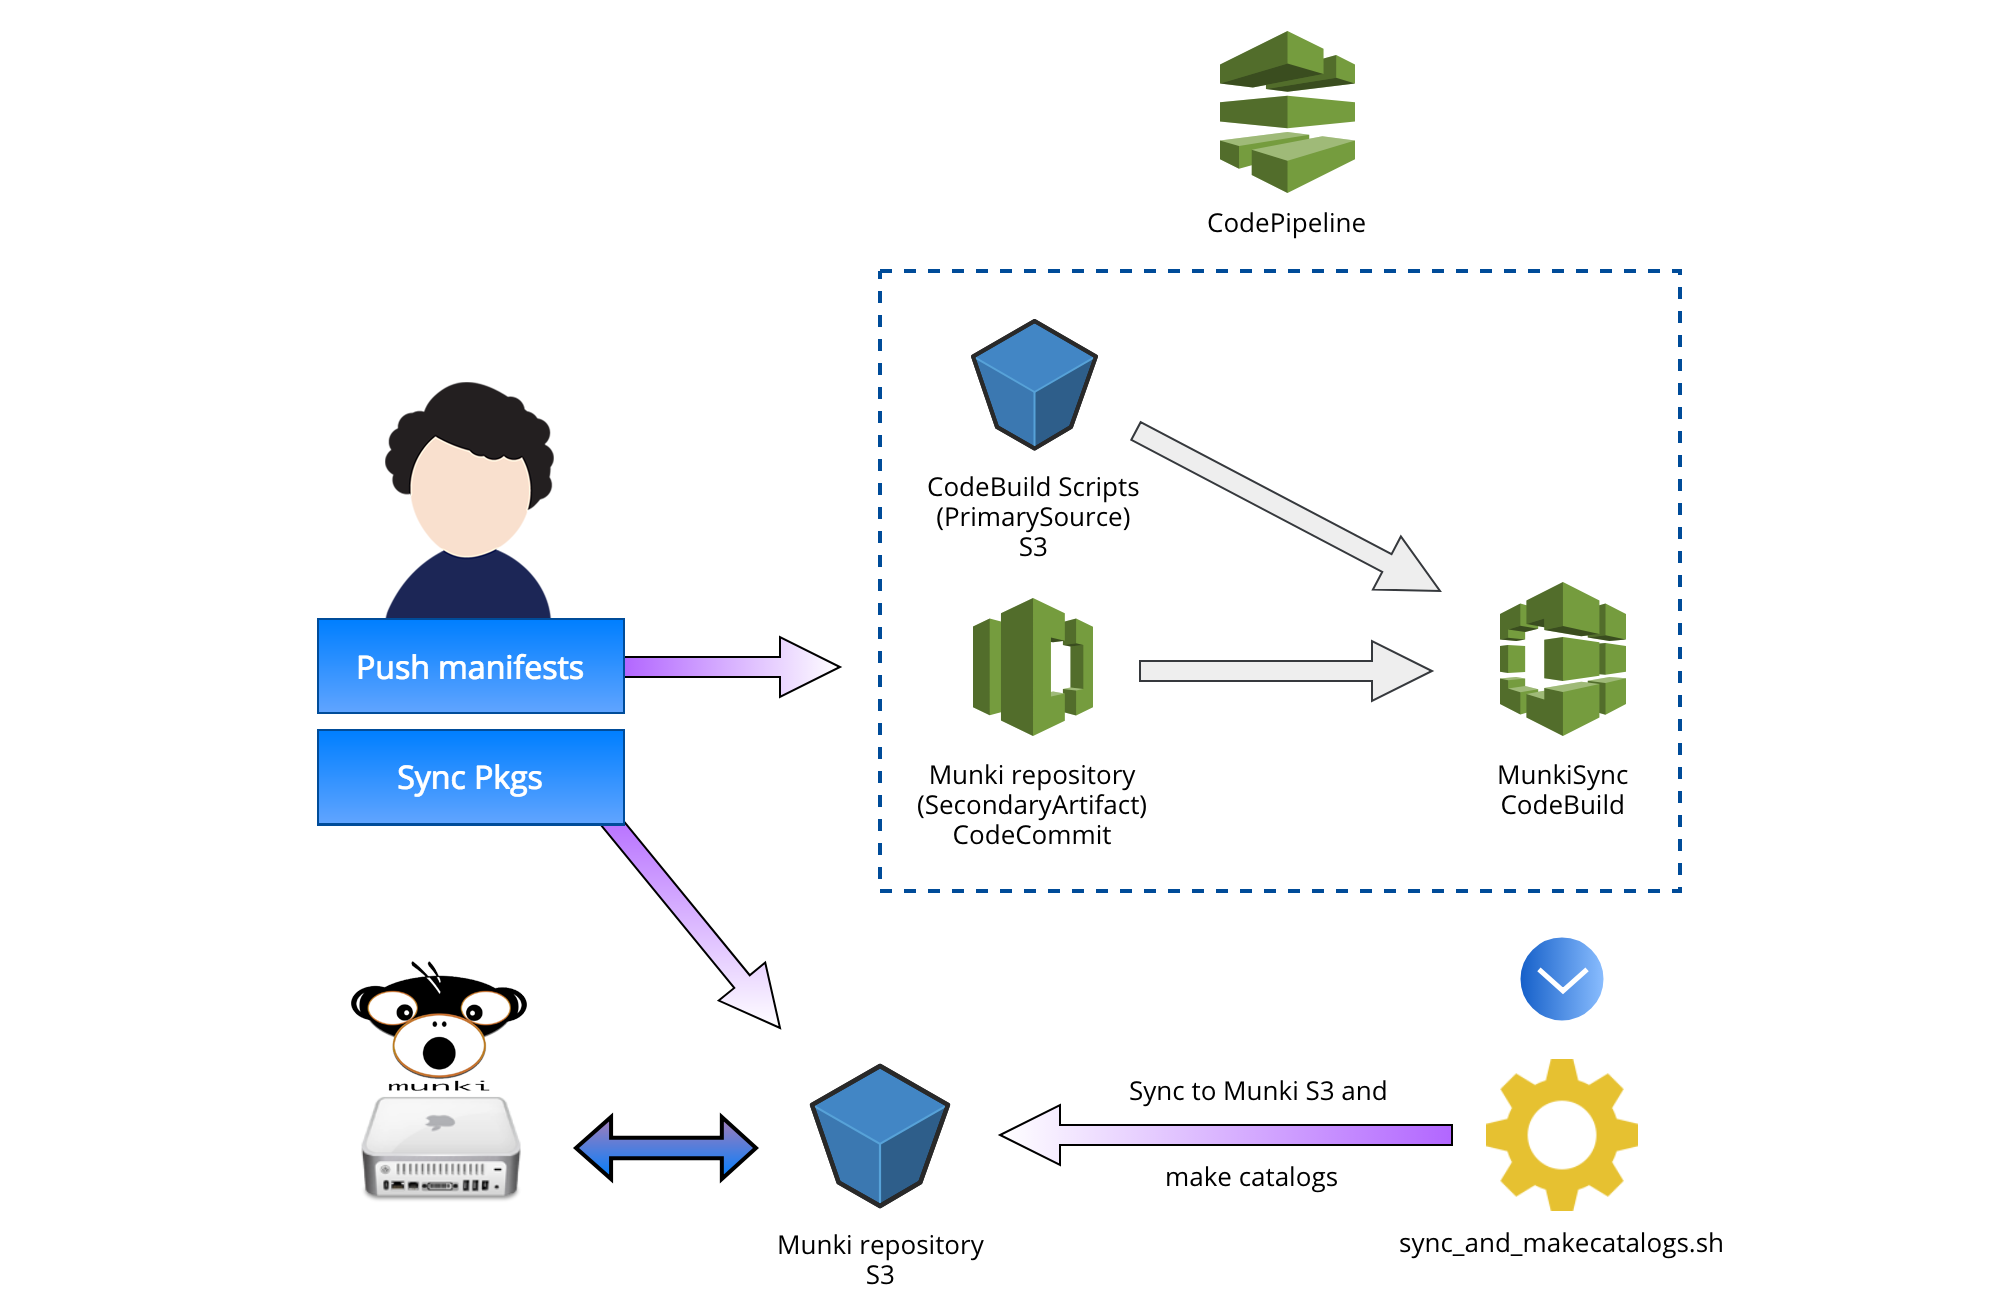 CodePipeline
CodeBuild Scripts
(PrimarySource)
S3
Push manifests
Sync Pkgs
Munki repository
(SecondaryArtifact)
CodeCommit
MunkiSync
CodeBuild
munki
Sync to Munki S3 and
make catalogs
Munki repository
S3
sync_and_makecatalogs.sh